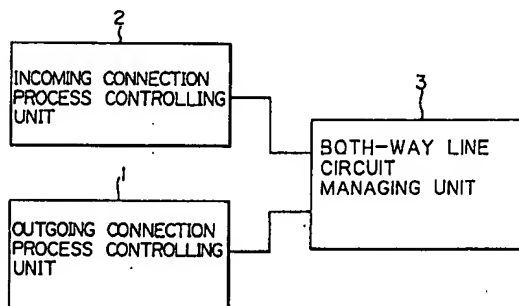 2
INCOMING CONNECTION
PROCESS CONTROLLING
UNIT
3
BOTH-WAY LINE
CIRCUIT
MANAGING UNIT
1
OUTGOING CONNECTION
PROCESS CONTROLLING
UNIT